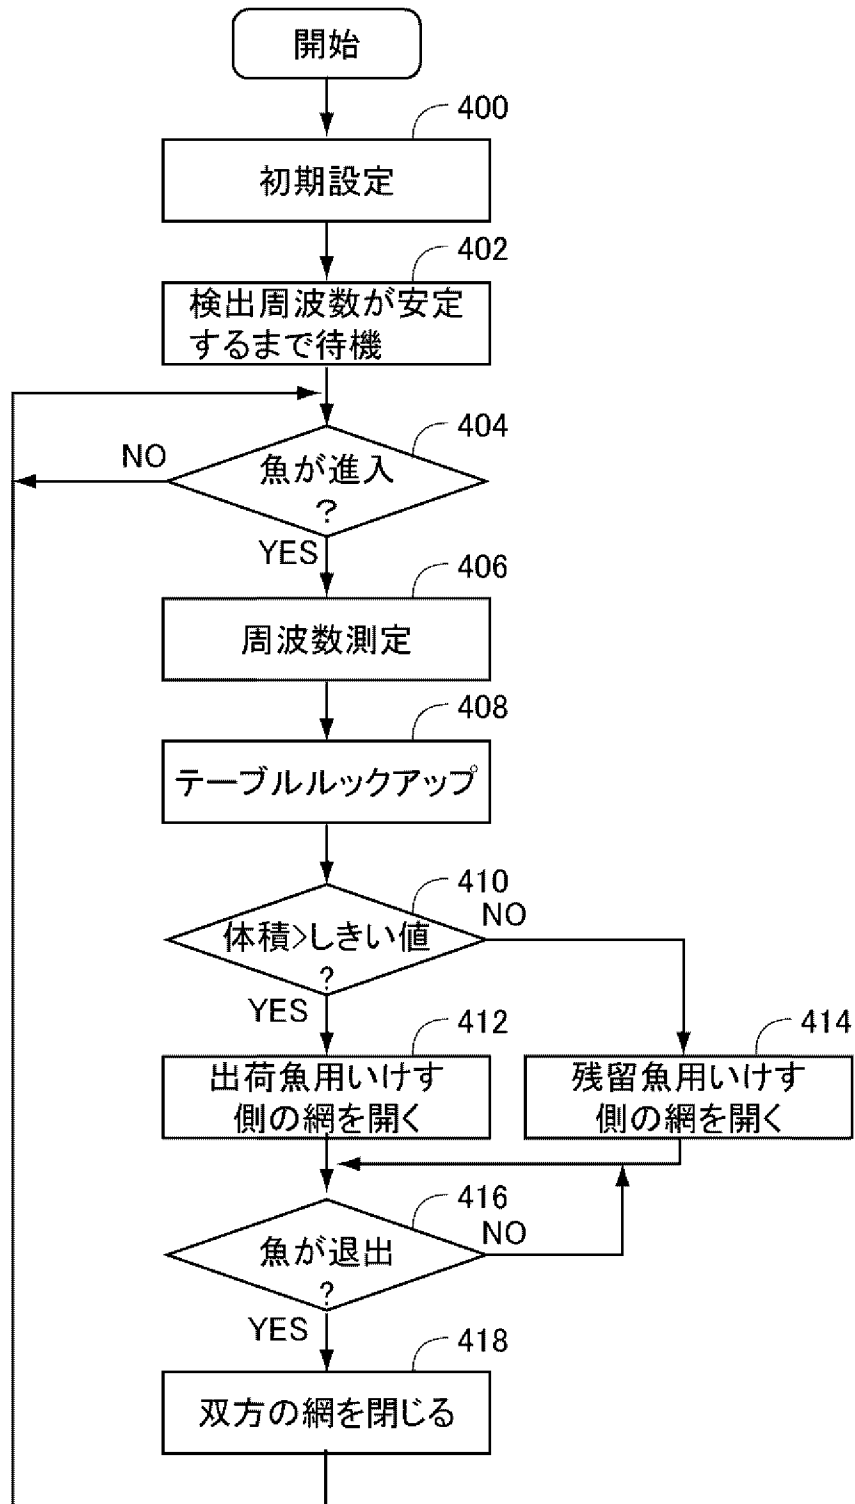 開始
400
初期設定
402
検出周波数が安定
するまで待機
404
NO
魚が進入
?
YES
406
周波数測定
408
テーブルルックアップ
410
NO
体積>しきい値
?
YES
412
414
出荷魚用いけす
側の網を開く
残留魚用いけす
側の網を開く
416
NO
魚が退出
?
YES
418
双方の網を閉じる